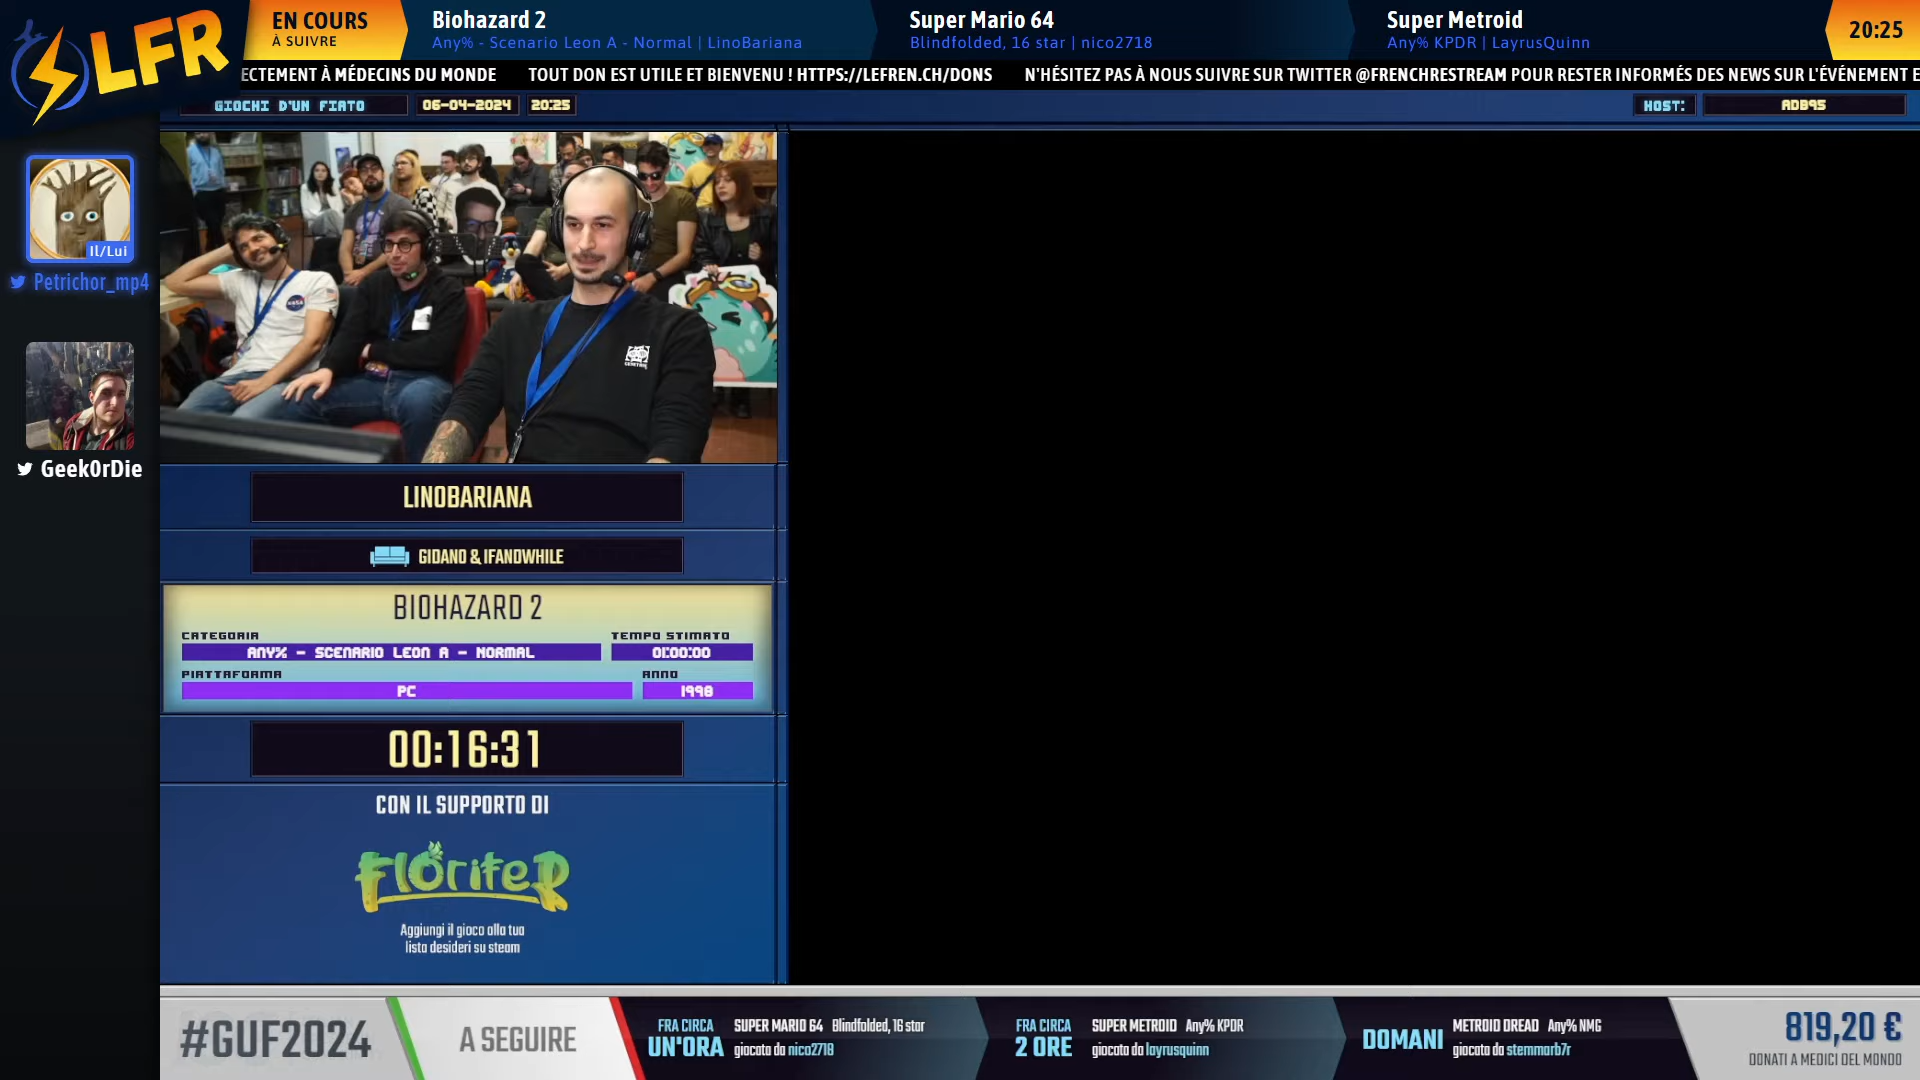 LFR
EN COURS
À SUIVRE
Biohazard 2
Any% - Scenario Leon A - Normal | LinoBariana
Super Mario 64
Blindfolded, 16 star | nico2718
Super Metroid
Any% KPDR | LayrusQuinn
20:25
ECTEMENT À MÉDECINS DU MONDE TOUT DON EST UTILE ET BIENVENU ! HTTPS://LEFREN.CH/DONS N'HÉSITEZ PAS À NOUS SUIVRE SUR TWITTER @FRENCHRESTREAM POUR RESTER INFORMÉS DES NEWS SUR L'ÉVÉNEMENT E
GIOCHI D'UN FIATO
06-04-2024
20:25
HOST:
ADB95
Il/Lui
Petrichor_mp4
Geek0rDie
NASA
LINOBARIANA
GIDANO & IFANDWHILE
BIOHAZARD 2
CATEGORIA
TEMPO STIMATO
ANY% - SCENARIO LEON A - NORMAL
01:00:00
PIATTAFORMA
ANNO
PC
1998
00:16:31
CON IL SUPPORTO DI
FlorifeR
Aggiungi il gioco alla tua
lista desideri su steam
#GUF2024
A SEGUIRE
FRA CIRCA
UN'ORA
SUPER MARIO 64 Blindfolded, 16 star
giocato da nico2718
FRA CIRCA
2 ORE
SUPER METROID Any% KPDR
giocato da layrusquinn
DOMANI
METROID DREAD Any% NMG
giocato da stemmarb7r
819,20 €
DONATI A MEDICI DEL MONDO